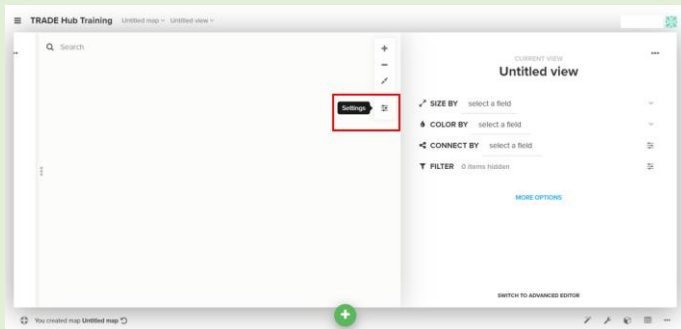 TRADE Hub Training Untitled map Untitled view
Search
Settings
CURRENT VIEW
Untitled view
SIZE BY select a field
COLOR BY select a field
CONNECT BY select a field
FILTER 0 items hidden
MORE OPTIONS
SWITCH TO ADVANCED EDITOR
You created map Untitled map